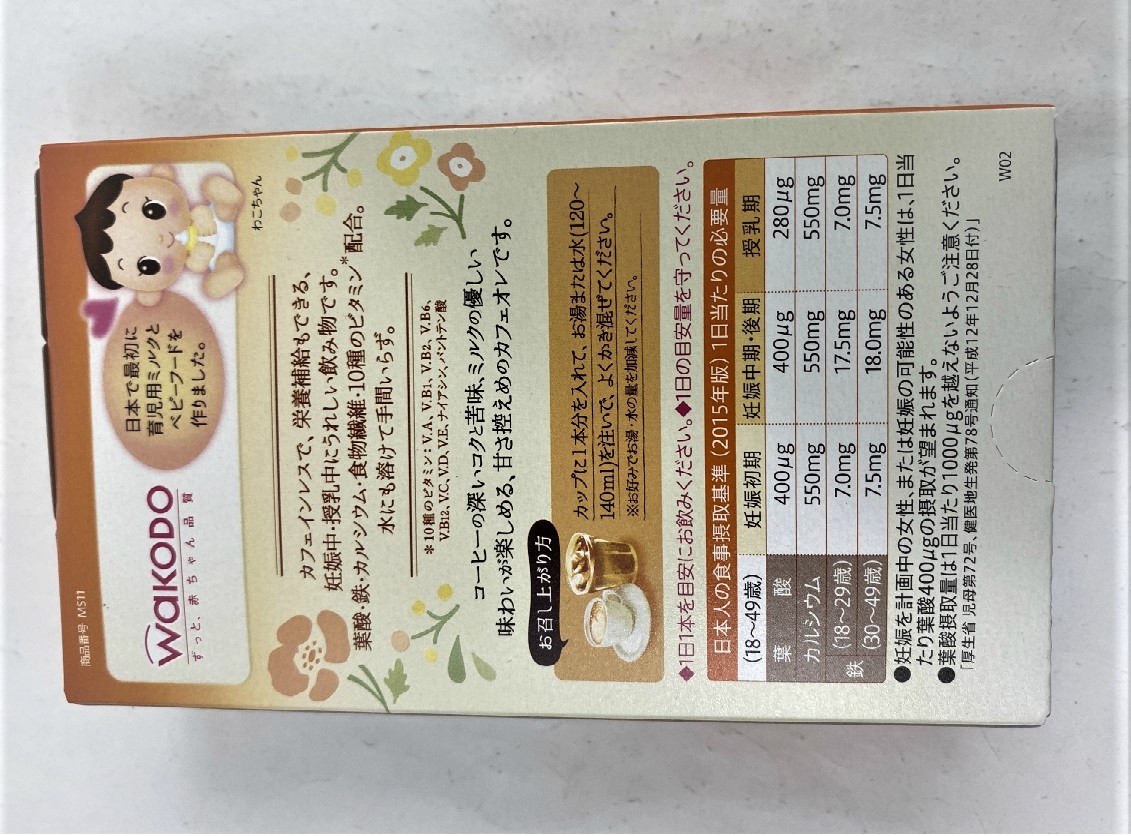 商品番号 MS11
WaKODO
ずっと、赤ちゃん品質
日本で最初に
育児用ミルクと
ベビーフードを
作りました。
わこちゃん
カフェインレスで、栄養補給もできる、
妊娠中・授乳中にうれしい飲み物です。
葉酸・鉄・カルシウム・食物繊維・10種のビタミン*配合。
水にも溶けて手間いらず。
*10種のビタミン:V.A、V.B1、V.B2、V.B6、
V.B12、V.C、V.D、V.E、ナイアシン、パントテン酸
コーヒーの深いコクと苦味、ミルクの優しい
味わいが楽しめる、甘さ控えめのカフェオレです。
お召し上がり方
カップに1本分を入れて、お湯または水(120~
140ml)を注いで、よくかき混ぜてください。
※お好みでお湯・水の量を加減してください。
◆1日1本を目安にお飲みください。◆1日の目安量を守ってください。
日本人の食事摂取基準(2015年版)1日当たりの必要量
(18~49歳) 妊娠初期 妊娠中期・後期 授乳期
葉酸 400μg 400μg 280μg
カルシウム 550mg 550mg 550mg
鉄 (18~29歳) 7.0mg 17.5mg 7.0mg
(30~49歳) 7.5mg 18.0mg 7.5mg
●妊娠を計画中の女性、または妊娠の可能性のある女性は、1日当
たり葉酸400μgの摂取が望まれます。
●葉酸摂取量は1日当たり1000μgを越えないようご注意ください。
「厚生省 児母第72号、健医地生発第78号通知(平成12年12月28日付)」
W02